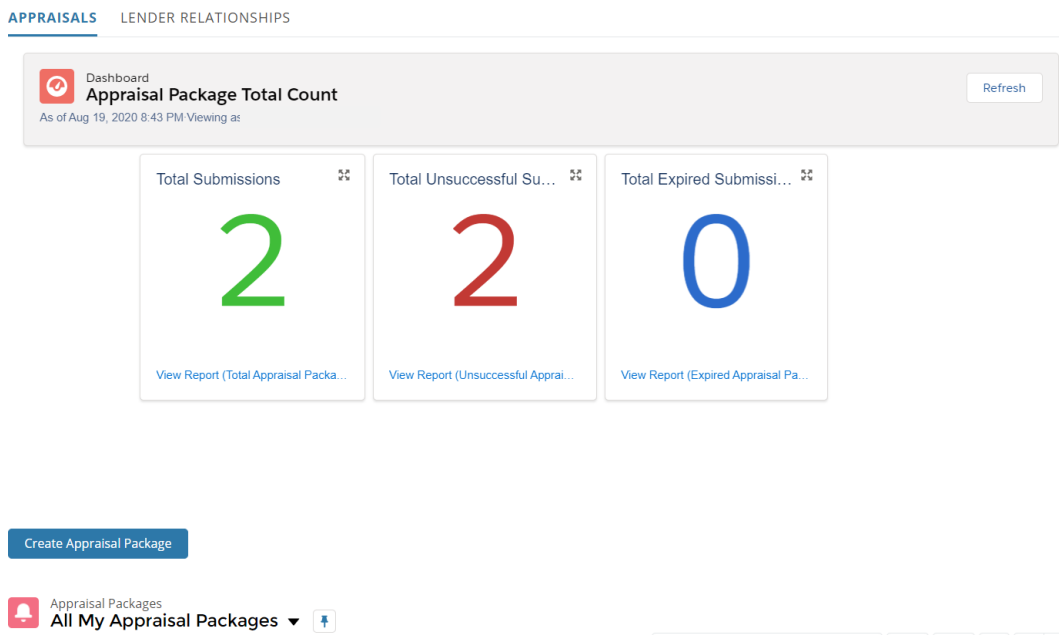 APPRAISALS LENDER RELATIONSHIPS
Dashboard
Appraisal Package Total Count
As of Aug 19, 2020 8:43 PM·Viewing as
Refresh
Total Submissions
2
View Report (Total Appraisal Packa...
Total Unsuccessful Su...
2
View Report (Unsuccessful Apprai...
Total Expired Submissi...
0
View Report (Expired Appraisal Pa...
Create Appraisal Package
Appraisal Packages
All My Appraisal Packages